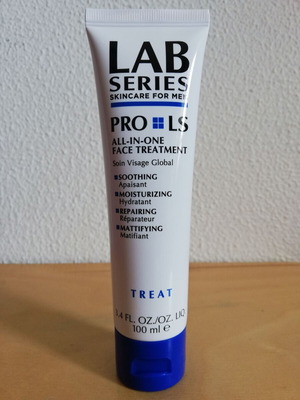 LAB
SERIES
SKINCARE FOR MEN
PRO LS
ALL-IN-ONE
FACE TREATMENT
Soin Visage Global
SOOTHING
Apaisant
MOISTURIZING
Hydratant
REPAIRING
Réparateur
MATTIFYING
Matifiant
TREAT
3.4 FL. OZ./OZ. LIQ
100 ml e